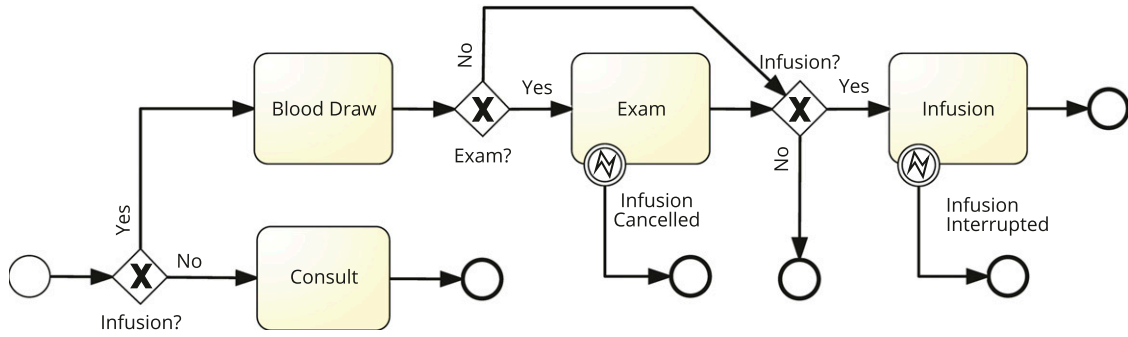 No
Infusion?
Yes
Yes
Blood Draw
X
Exam
X
Infusion
Exam?
No
Infusion
Cancelled
Infusion
Interrupted
Yes
No
X
Consult
Infusion?